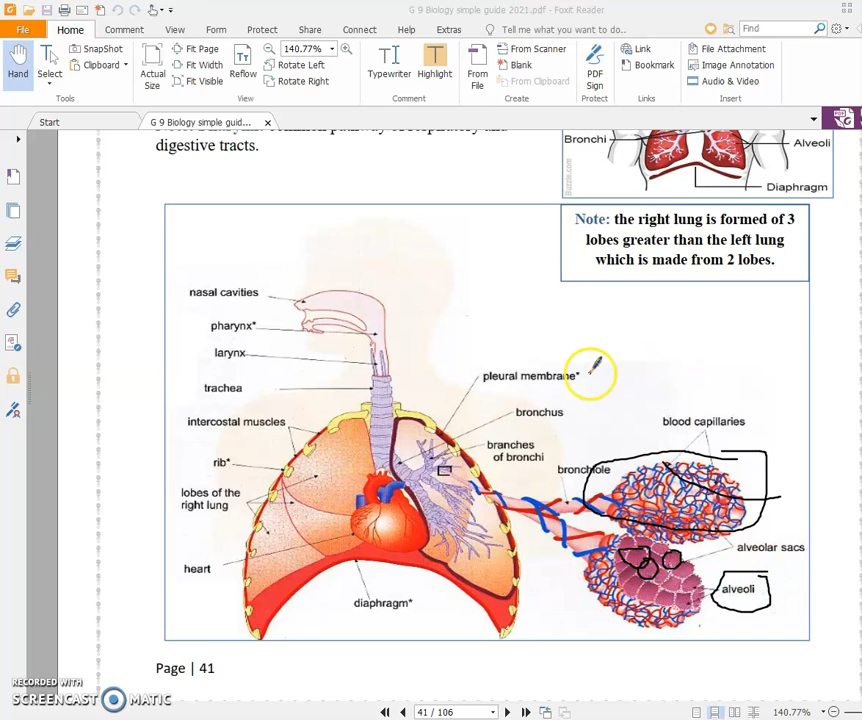 G 9 Biology simple guide 2021.pdf - Foxit Reader
File Home Comment View Form Protect Share Connect Help Extras Tell me what you want to do... Find
Hand
Select
SnapShot
Clipboard
Actual Size
Fit Page
Fit Width
Fit Visible
Reflow
140.77%
Rotate Left
Rotate Right
Typewriter
Highlight
From File
From Scanner
Blank
From Clipboard
PDF Sign
Link
Bookmark
File Attachment
Image Annotation
Audio & Video
Tools View Comment Create Protect Links Insert
Start G 9 Biology simple guid...
digestive tracts.
Bronchi
Alveoli
Diaphragm
Buzzle.com
Note: the right lung is formed of 3
lobes greater than the left lung
which is made from 2 lobes.
nasal cavities
pharynx*
larynx
trachea
intercostal muscles
rib*
lobes of the
right lung
heart
diaphragm*
pleural membrane*
bronchus
branches
of bronchi
bronchiole
blood capillaries
alveolar sacs
alveoli
Page | 41
RECORDED WITH
SCREENCAST MATIC
41 / 106
140.77%